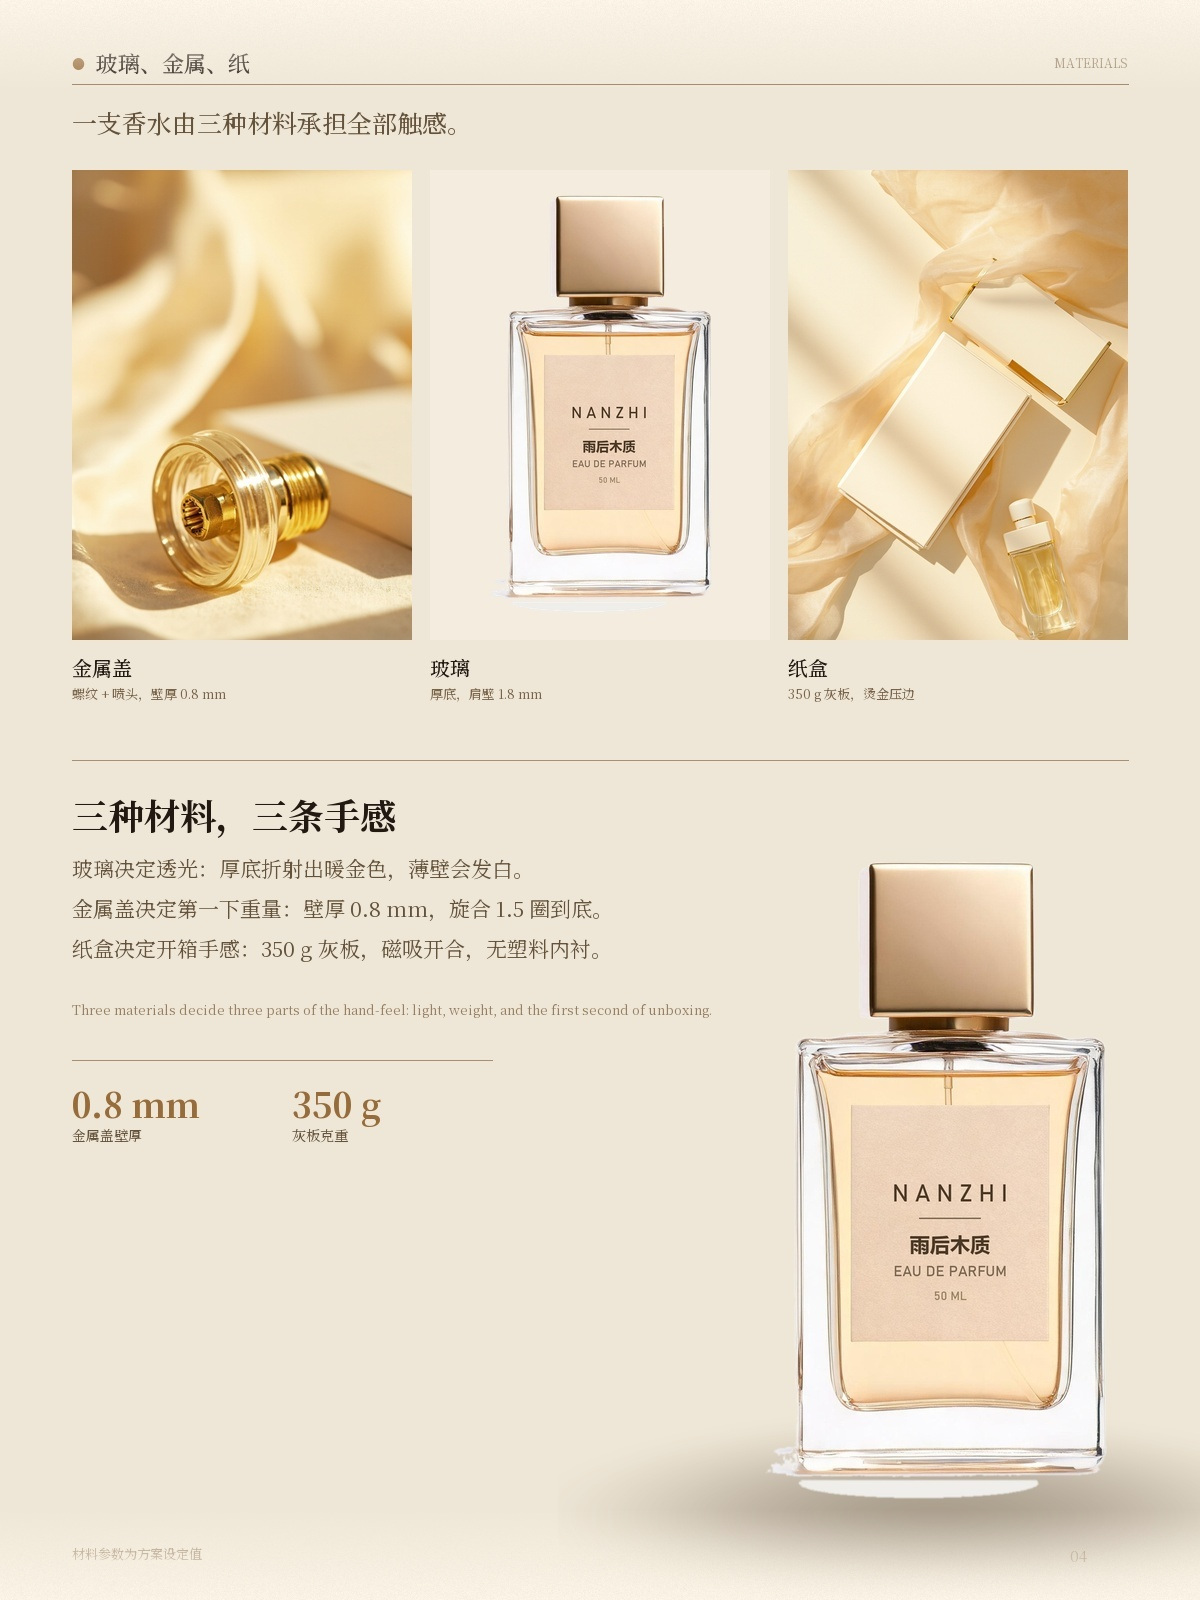 玻璃、金属、纸
MATERIALS
一支香水由三种材料承担全部触感。
NANZHI
雨后木质
EAU DE PARFUM
50 ML
金属盖
螺纹 + 喷头，壁厚 0.8 mm
玻璃
厚底，肩壁 1.8 mm
纸盒
350 g 灰板，烫金压边
三种材料，三条手感
玻璃决定透光：厚底折射出暖金色，薄壁会发白。
金属盖决定第一下重量：壁厚 0.8 mm，旋合 1.5 圈到底。
纸盒决定开箱手感：350 g 灰板，磁吸开合，无塑料内衬。
Three materials decide three parts of the hand-feel: light, weight, and the first second of unboxing.
0.8 mm
金属盖壁厚
350 g
灰板克重
NANZHI
雨后木质
EAU DE PARFUM
50 ML
材料参数为方案设定值
04